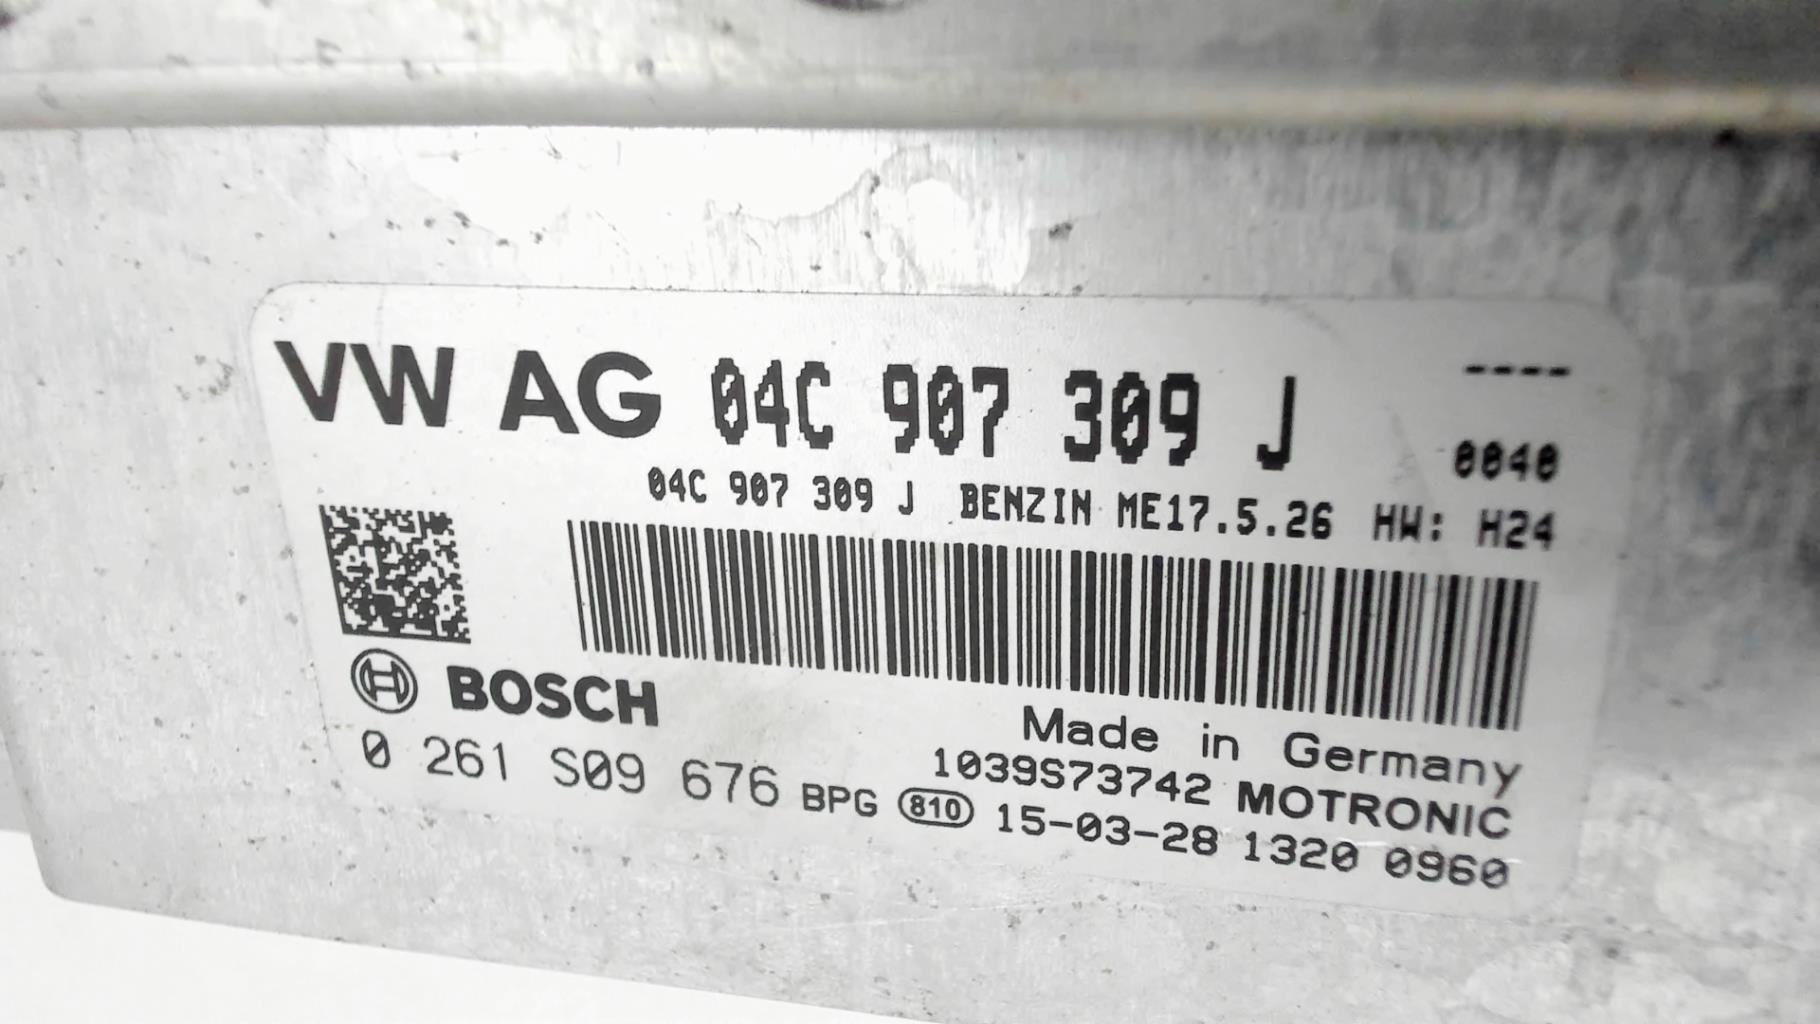 VW AG 04C 907 309 J ----
0040
04C 907 309 J BENZIN ME17.5.26 HW: H24
BOSCH
Made in Germany
1039S73742 MOTRONIC
0 261 S09 676 BPG 810 15-03-28 1320 0960